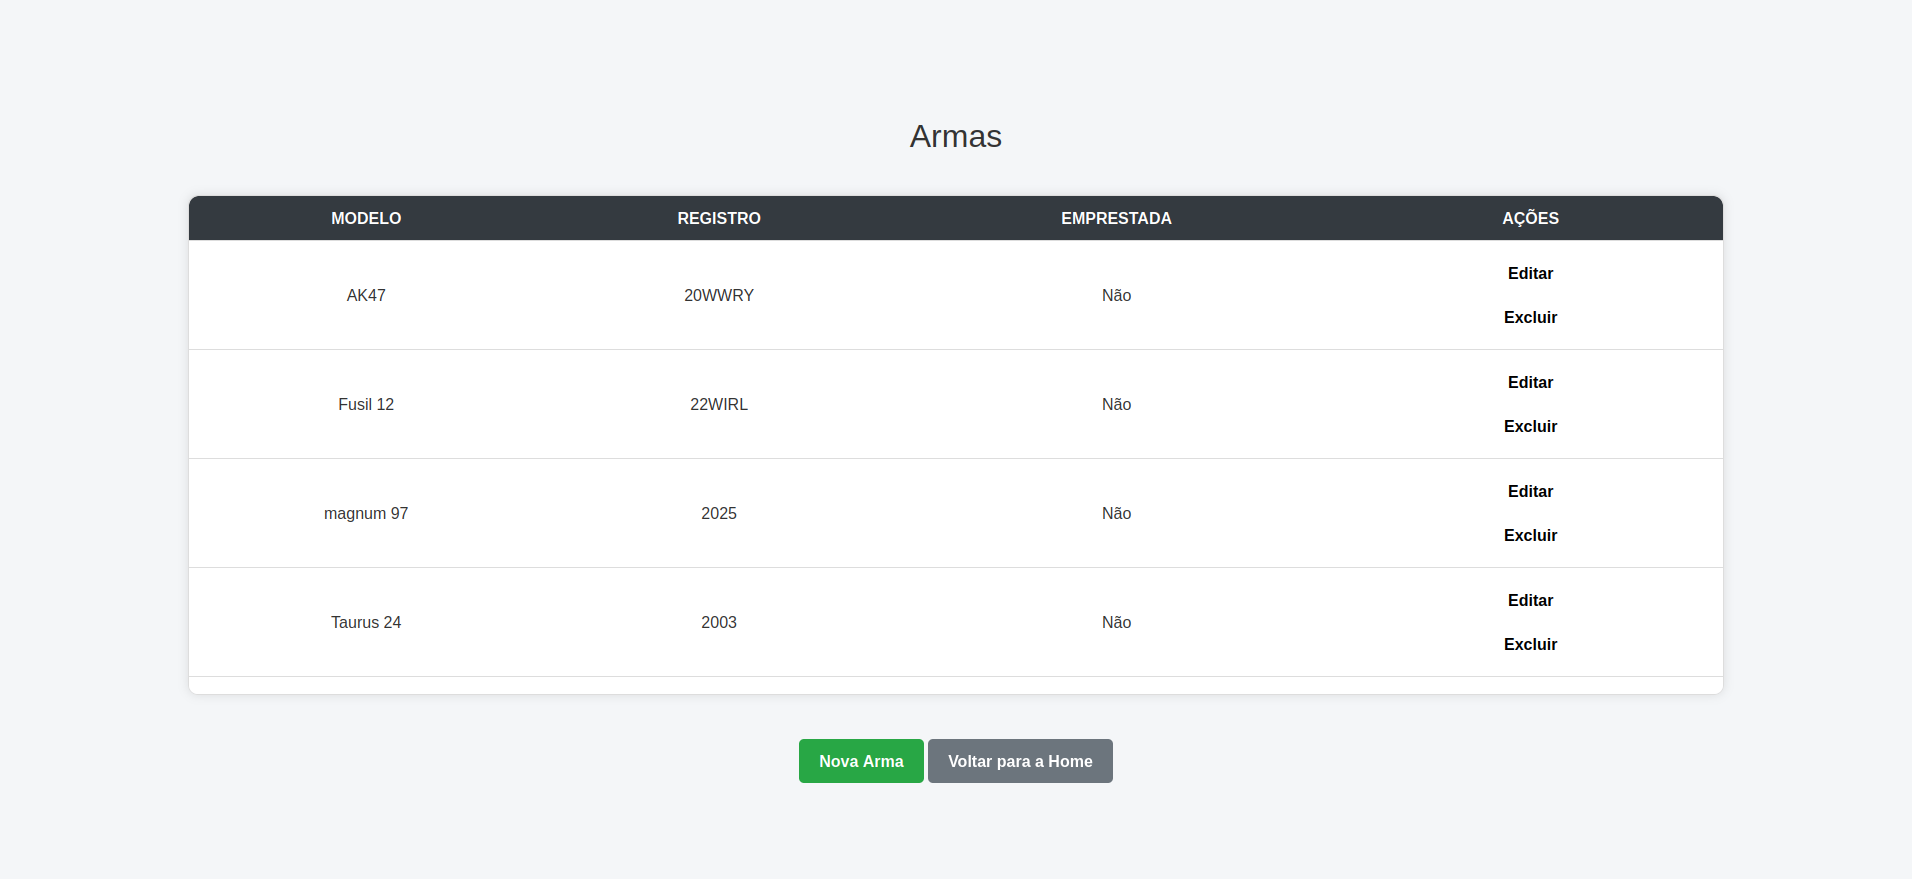 Armas
MODELO REGISTRO EMPRESTADA AÇÕES
AK47 20WWRY Não Editar
Excluir
Fusil 12 22WIRL Não Editar
Excluir
magnum 97 2025 Não Editar
Excluir
Taurus 24 2003 Não Editar
Excluir
Nova Arma Voltar para a Home